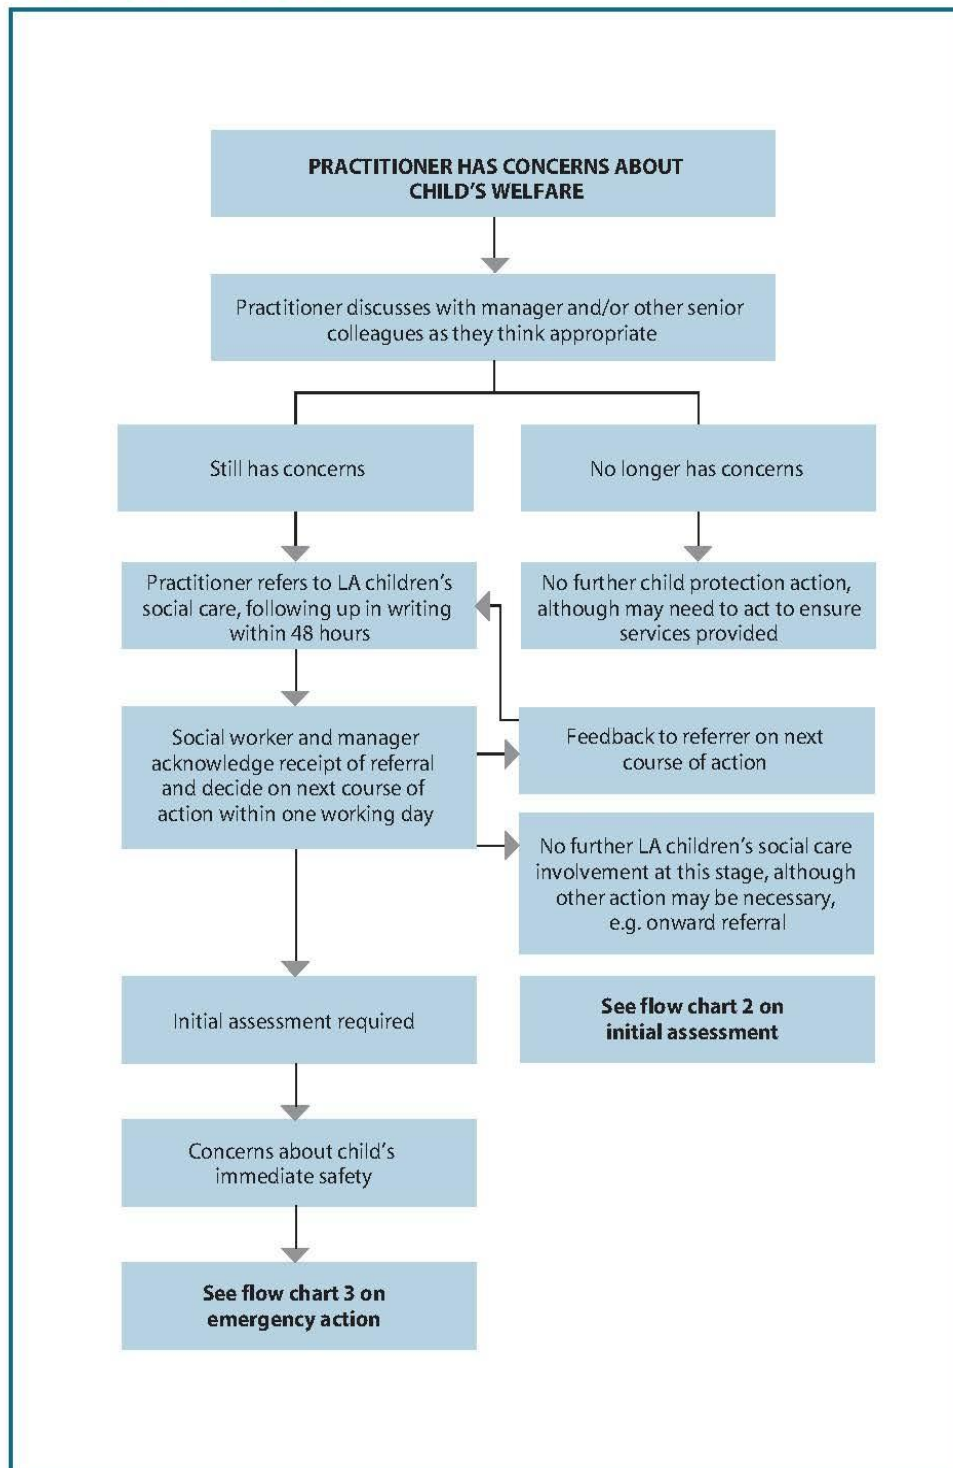 PRACTITIONER HAS CONCERNS ABOUT
CHILD’S WELFARE
Practitioner discusses with manager and/or other senior
colleagues as they think appropriate
Still has concerns
No longer has concerns
Practitioner refers to LA children’s
social care, following up in writing
within 48 hours
No further child protection action,
although may need to act to ensure
services provided
Social worker and manager
acknowledge receipt of referral
and decide on next course of
action within one working day
Feedback to referrer on next
course of action
No further LA children’s social care
involvement at this stage, although
other action may be necessary,
e.g. onward referral
Initial assessment required
See flow chart 2 on
initial assessment
Concerns about child’s
immediate safety
See flow chart 3 on
emergency action